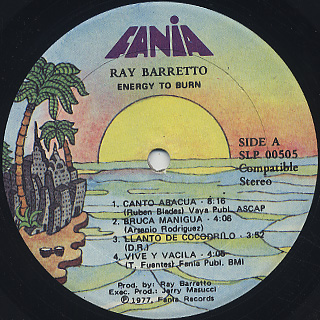 FANIA
RAY BARRETTO
ENERGY TO BURN
SIDE A
SLP 00505
Compatible
Stereo
1. CANTO ABACUA - 8:16
(Ruben Blades) Vaya Publ. ASCAP
2. BRUCA MANIGUA - 4:06
(Arsenio Rodriguez)
3. LLANTO DE COCODRILO - 3:52
(D.R.)
4. VIVE Y VACILA - 4:08
(T. Fuentes) Fania Publ. BMI
Prod. by: Ray Barretto
Exec. Prod.: Jerry Masucci
℗ 1977, Fania Records